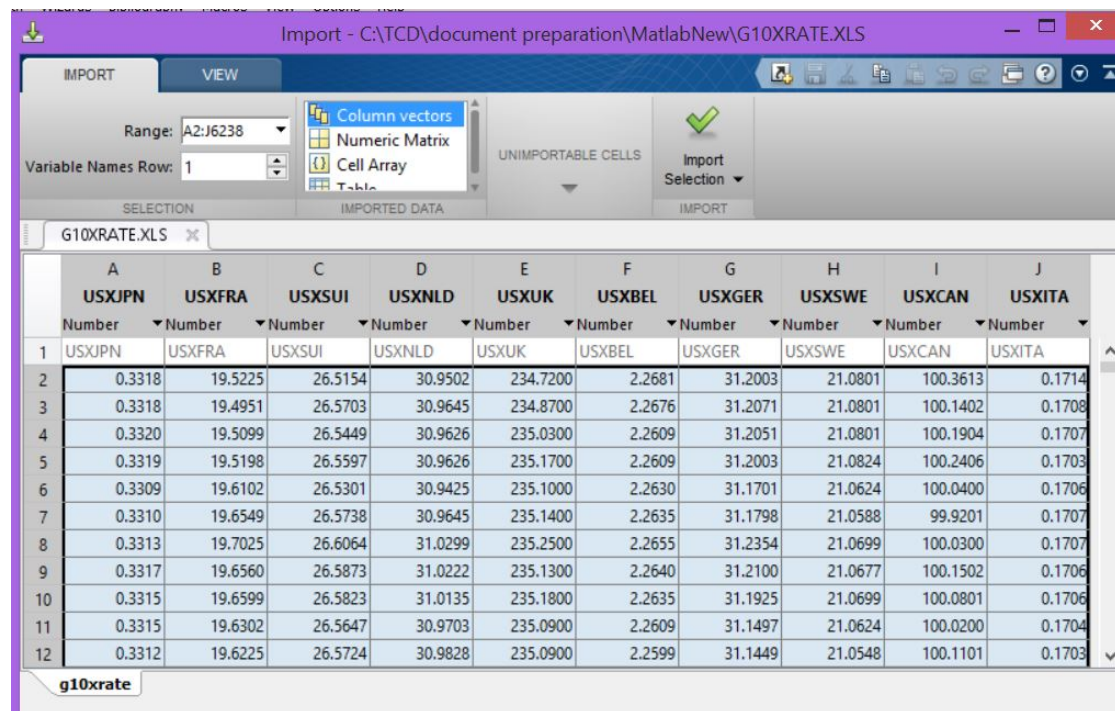 Import - C:\TCD\document preparation\MatlabNew\G10XRATE.XLS
IMPORT VIEW
Range: A2:J6238
Variable Names Row: 1
Column vectors
Numeric Matrix
Cell Array
Table
UNIMPORTABLE CELLS
Import
Selection
SELECTION IMPORTED DATA IMPORT
G10XRATE.XLS
A B C D E F G H I J
USXJPN USXFRA USXSUI USXNLD USXUK USXBEL USXGER USXSWE USXCAN USXITA
Number Number Number Number Number Number Number Number Number Number
1 USXJPN USXFRA USXSUI USXNLD USXUK USXBEL USXGER USXSWE USXCAN USXITA
2 0.3318 19.5225 26.5154 30.9502 234.7200 2.2681 31.2003 21.0801 100.3613 0.1714
3 0.3318 19.4951 26.5703 30.9645 234.8700 2.2676 31.2071 21.0801 100.1402 0.1708
4 0.3320 19.5099 26.5449 30.9626 235.0300 2.2609 31.2051 21.0801 100.1904 0.1707
5 0.3319 19.5198 26.5597 30.9626 235.1700 2.2609 31.2003 21.0824 100.2406 0.1703
6 0.3309 19.6102 26.5301 30.9425 235.1000 2.2630 31.1701 21.0624 100.0400 0.1706
7 0.3310 19.6549 26.5738 30.9645 235.1400 2.2635 31.1798 21.0588 99.9201 0.1707
8 0.3313 19.7025 26.6064 31.0299 235.2500 2.2655 31.2354 21.0699 100.0300 0.1707
9 0.3317 19.6560 26.5873 31.0222 235.1300 2.2640 31.2100 21.0677 100.1502 0.1706
10 0.3315 19.6599 26.5823 31.0135 235.1800 2.2635 31.1925 21.0699 100.0801 0.1706
11 0.3315 19.6302 26.5647 30.9703 235.0900 2.2609 31.1497 21.0624 100.0200 0.1704
12 0.3312 19.6225 26.5724 30.9828 235.0900 2.2599 31.1449 21.0548 100.1101 0.1703
g10xrate